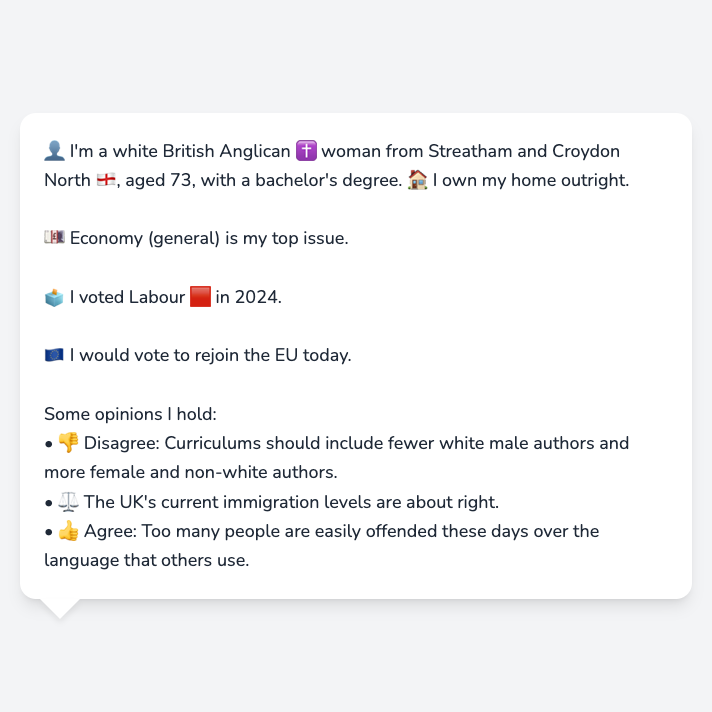 👤 I'm a white British Anglican ✝️ woman from Streatham and Croydon
North 🏴󠁧󠁢󠁥󠁮󠁧󠁿, aged 73, with a bachelor's degree. 🏠 I own my home outright.
💷 Economy (general) is my top issue.
🗳️ I voted Labour 🟥 in 2024.
🇪🇺 I would vote to rejoin the EU today.
Some opinions I hold:
• 👎 Disagree: Curriculums should include fewer white male authors and
more female and non-white authors.
• ⚖️ The UK's current immigration levels are about right.
• 👍 Agree: Too many people are easily offended these days over the
language that others use.